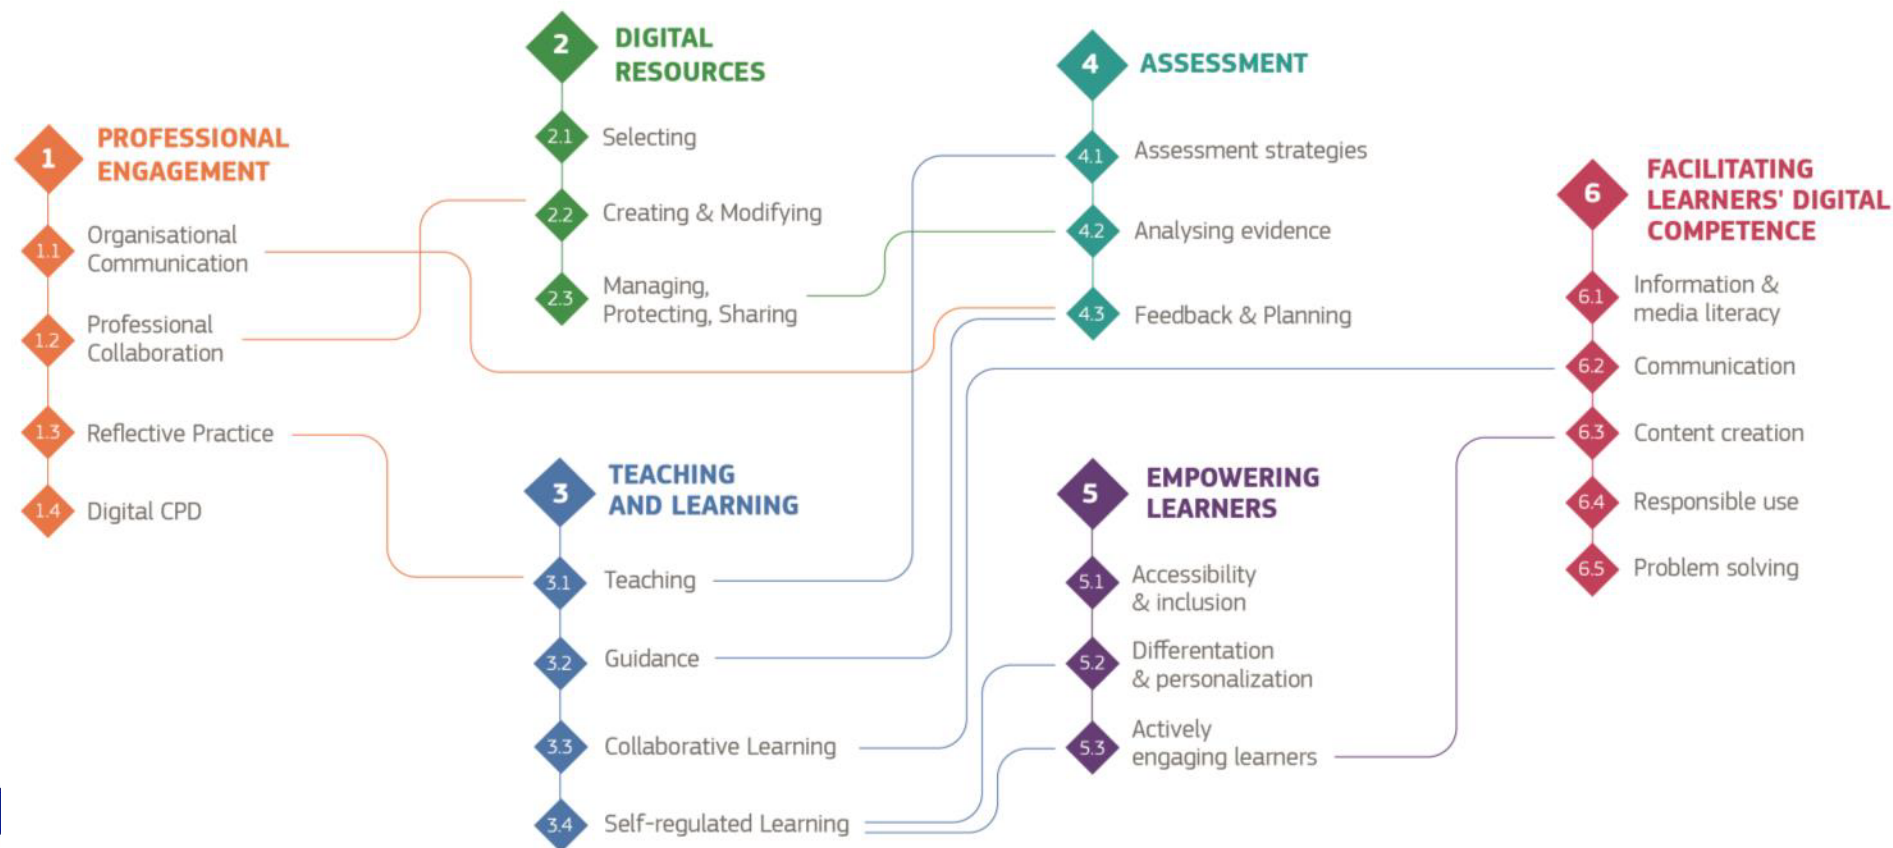 1
PROFESSIONAL
ENGAGEMENT
1.1
Organisational
Communication
1.2
Professional
Collaboration
1.3
Reflective Practice
1.4
Digital CPD
2
DIGITAL
RESOURCES
2.1
Selecting
2.2
Creating & Modifying
2.3
Managing,
Protecting, Sharing
3
TEACHING
AND LEARNING
3.1
Teaching
3.2
Guidance
3.3
Collaborative Learning
3.4
Self-regulated Learning
4
ASSESSMENT
4.1
Assessment strategies
4.2
Analysing evidence
4.3
Feedback & Planning
5
EMPOWERING
LEARNERS
5.1
Accessibility
& inclusion
5.2
Differentation
& personalization
5.3
Actively
engaging learners
6
FACILITATING
LEARNERS' DIGITAL
COMPETENCE
6.1
Information &
media literacy
6.2
Communication
6.3
Content creation
6.4
Responsible use
6.5
Problem solving